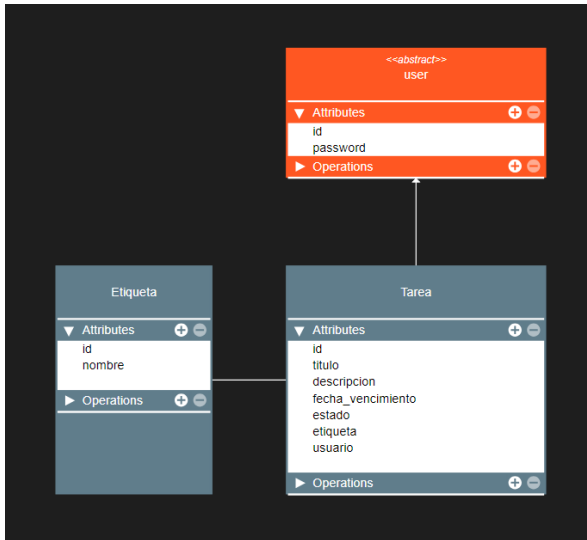 <<abstract>>
user
Attributes
id
password
Operations
Etiqueta
Attributes
id
nombre
Operations
Tarea
Attributes
id
titulo
descripcion
fecha_vencimiento
estado
etiqueta
usuario
Operations